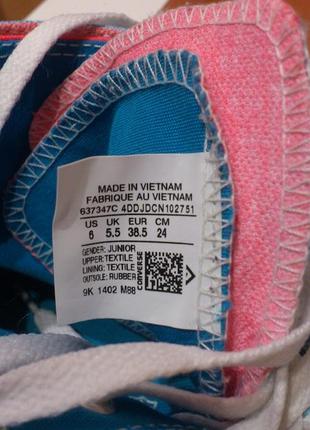 MADE IN VIETNAM
FABRIQUE AU VIETNAM
637347C 4DDJDCN102751
US UK EUR CM
6 5.5 38.5 24
GENDER: JUNIOR
UPPER: TEXTILE
LINING: TEXTILE
OUTSOLE: RUBBER
9K 1402 M88
CONVERSE